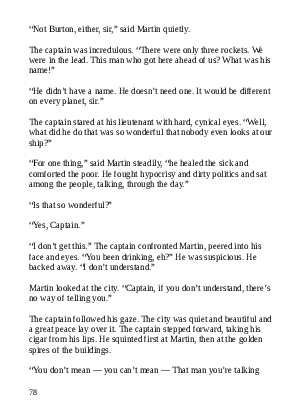 “Not Burton, either, sir,” said Martin quietly.
The captain was incredulous. “There were only three rockets. We
were in the lead. This man who got here ahead of us? What was his
name!”
“He didn’t have a name. He doesn’t need one. It would be different
on every planet, sir.”
The captain stared at his lieutenant with hard, cynical eyes. “Well,
what did he do that was so wonderful that nobody even looks at our
ship?”
“For one thing,” said Martin steadily, “he healed the sick and
comforted the poor. He fought hypocrisy and dirty politics and sat
among the people, talking, through the day.”
“Is that so wonderful?”
“Yes, Captain.”
“I don’t get this.” The captain confronted Martin, peered into his
face and eyes. “You been drinking, eh?” He was suspicious. He
backed away. “I don’t understand.”
Martin looked at the city. “Captain, if you don’t understand, there’s
no way of telling you.”
The captain followed his gaze. The city was quiet and beautiful and
a great peace lay over it. The captain stepped forward, taking his
cigar from his lips. He squinted first at Martin, then at the golden
spires of the buildings.
“You don’t mean — you can’t mean — That man you’re talking
78